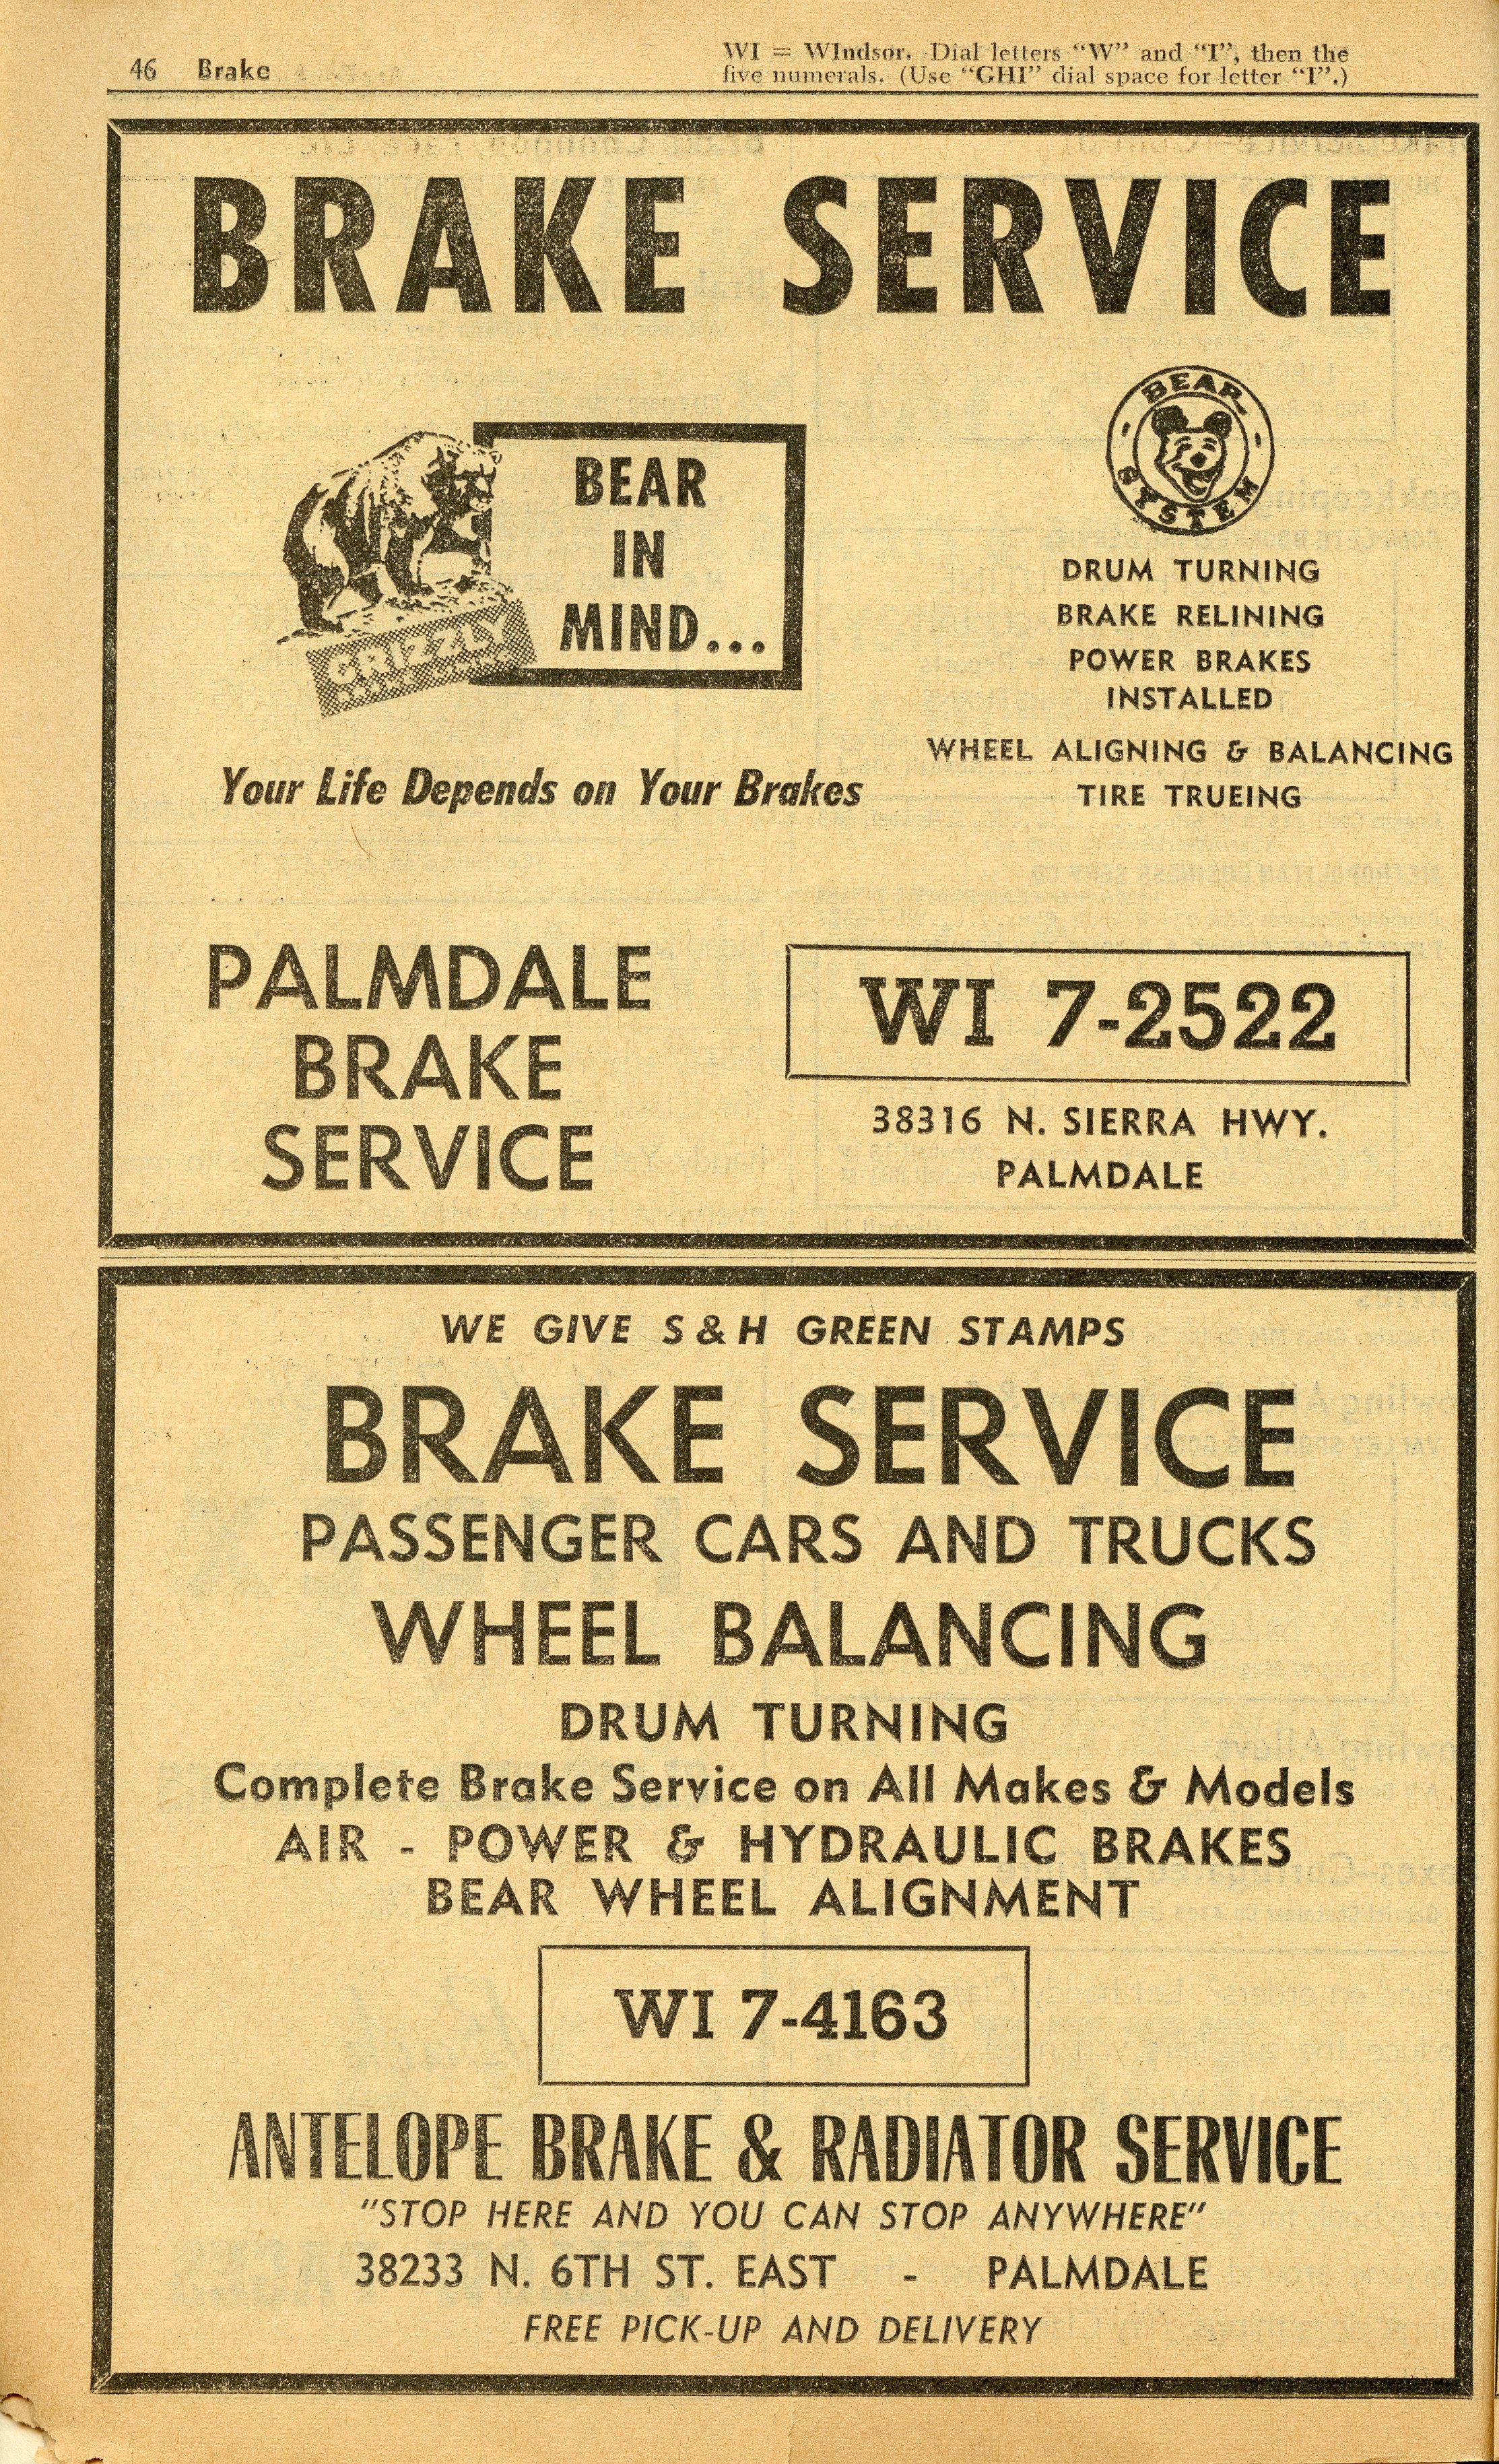 46 Brake
WI = WIndsor. Dial letters "W" and "I", then the
five numerals. (Use "GHI" dial space for letter "I".)
BRAKE SERVICE
BEAR
IN
MIND...
GRIZZLY
Your Life Depends on Your Brakes
BEAR
SYSTEM
DRUM TURNING
BRAKE RELINING
POWER BRAKES
INSTALLED
WHEEL ALIGNING & BALANCING
TIRE TRUEING
PALMDALE
BRAKE
SERVICE
WI 7-2522
38316 N. SIERRA HWY.
PALMDALE
WE GIVE S & H GREEN STAMPS
BRAKE SERVICE
PASSENGER CARS AND TRUCKS
WHEEL BALANCING
DRUM TURNING
Complete Brake Service on All Makes & Models
AIR - POWER & HYDRAULIC BRAKES
BEAR WHEEL ALIGNMENT
WI 7-4163
ANTELOPE BRAKE & RADIATOR SERVICE
"STOP HERE AND YOU CAN STOP ANYWHERE"
38233 N. 6TH ST. EAST - PALMDALE
FREE PICK-UP AND DELIVERY